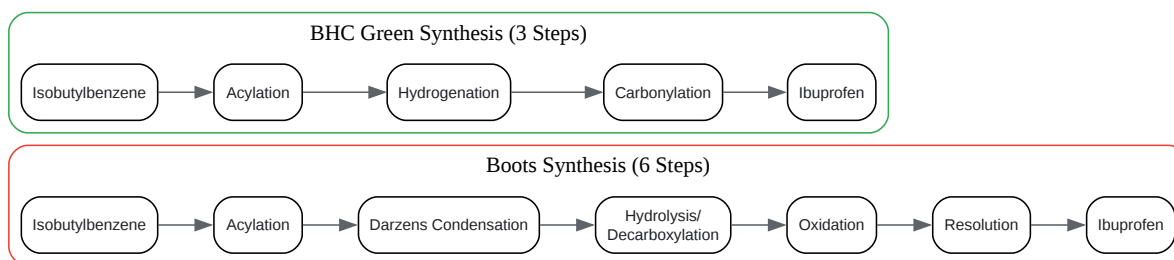 BHC Green Synthesis (3 Steps)
Isobutylbenzene
Acylation
Hydrogenation
Carbonylation
Ibuprofen
Boots Synthesis (6 Steps)
Isobutylbenzene
Acylation
Darzens Condensation
Hydrolysis/
Decarboxylation
Oxidation
Resolution
Ibuprofen